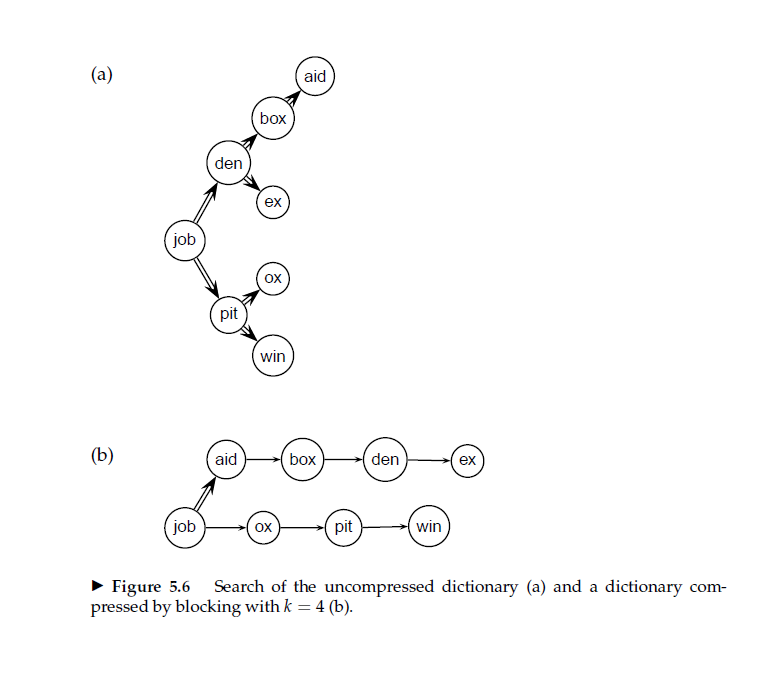 (a)
aid
box
den
ex
job
ox
pit
win
(b)
aid box den ex
job ox pit win
▶ Figure 5.6 Search of the uncompressed dictionary (a) and a dictionary com-
pressed by blocking with k = 4 (b).